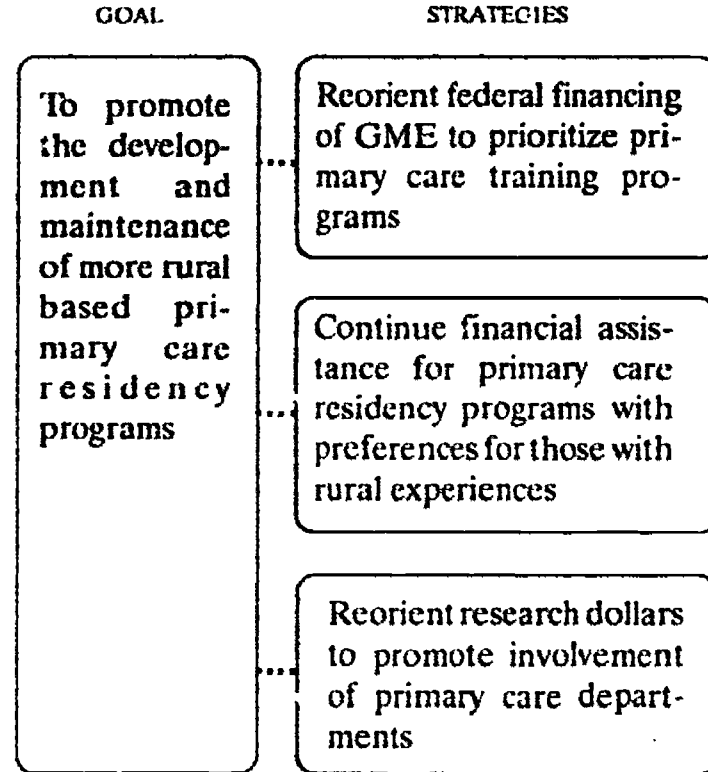 GOAL
STRATEGIES
To promote
the develop-
ment and
maintenance
of more rural
based pri-
mary care
residency
programs
Reorient federal financing
of GME to prioritize pri-
mary care training pro-
grams
Continue financial assis-
tance for primary care
residency programs with
preferences for those with
rural experiences
Reorient research dollars
to promote involvement
of primary care depart-
ments